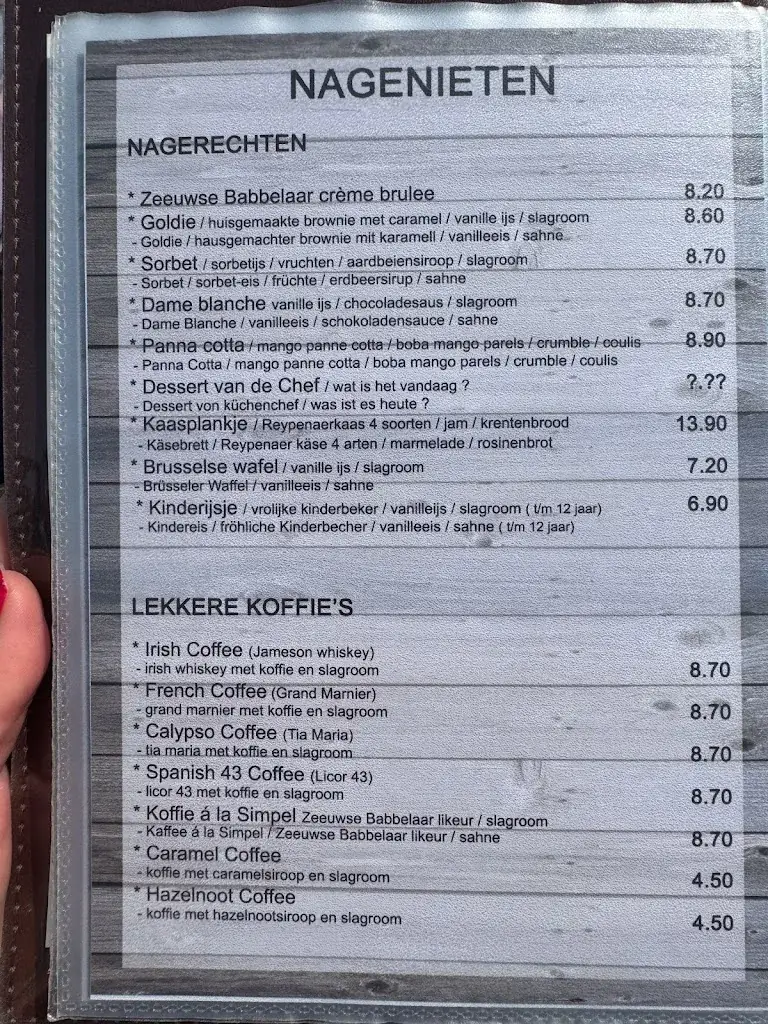 NAGENIETEN
NAGERECHTEN
* Zeeuwse Babbelaar crème brulee 8.20
* Goldie / huisgemaakte brownie met caramel / vanille ijs / slagroom 8.60
- Goldie / hausgemachter brownie mit karamell / vanilleeis / sahne
* Sorbet / sorbetijs / vruchten / aardbeiensiroop / slagroom 8.70
- Sorbet / sorbet-eis / früchte / erdbeersirup / sahne
* Dame blanche vanille ijs / chocoladesaus / slagroom 8.70
- Dame Blanche / vanilleeis / schokoladensauce / sahne
* Panna cotta / mango panne cotta / boba mango parels / crumble / coulis 8.90
- Panna Cotta / mango panne cotta / boba mango parels / crumble / coulis
* Dessert van de Chef / wat is het vandaag ? ?.??
- Dessert von küchenchef / was ist es heute ?
* Kaasplankje / Reypenaerkaas 4 soorten / jam / krentenbrood 13.90
- Käsebrett / Reypenaer käse 4 arten / marmelade / rosinenbrot
* Brusselse wafel / vanille ijs / slagroom 7.20
- Brüsseler Waffel / vanilleeis / sahne
* Kinderijsje / vrolijke kinderbeker / vanilleijs / slagroom ( t/m 12 jaar) 6.90
- Kindereis / fröhliche Kinderbecher / vanilleeis / sahne ( t/m 12 jaar)
LEKKERE KOFFIE'S
* Irish Coffee (Jameson whiskey)
- irish whiskey met koffie en slagroom 8.70
* French Coffee (Grand Marnier)
- grand marnier met koffie en slagroom 8.70
* Calypso Coffee (Tia Maria)
- tia maria met koffie en slagroom 8.70
* Spanish 43 Coffee (Licor 43)
- licor 43 met koffie en slagroom 8.70
* Koffie á la Simpel Zeeuwse Babbelaar likeur / slagroom
- Kaffee á la Simpel / Zeeuwse Babbelaar likeur / sahne 8.70
* Caramel Coffee
- koffie met caramelsiroop en slagroom 4.50
* Hazelnoot Coffee
- koffie met hazelnootsiroop en slagroom 4.50